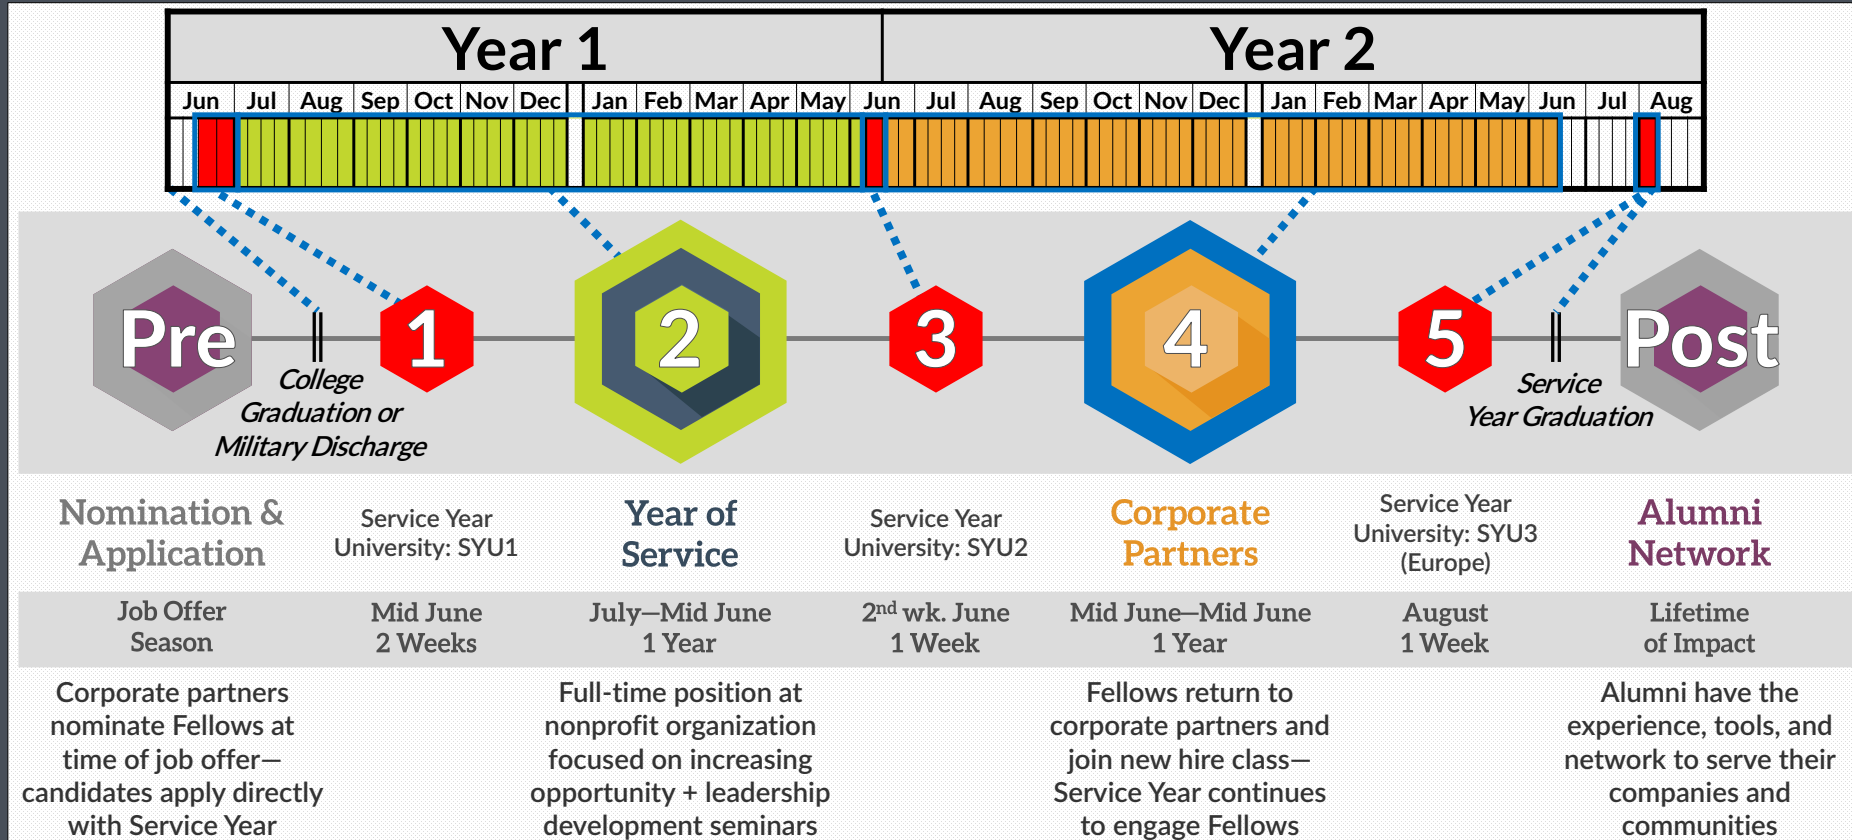 Year 1 Year 2
Jun Jul Aug Sep Oct Nov Dec Jan Feb Mar Apr May Jun Jul Aug Sep Oct Nov Dec Jan Feb Mar Apr May Jun Jul Aug
Pre 1 2 3 4 5 Post
College
Graduation or
Military Discharge
Service
Year Graduation
Nomination &
Application
Service Year
University: SYU1
Year of
Service
Service Year
University: SYU2
Corporate
Partners
Service Year
University: SYU3
(Europe)
Alumni
Network
Job Offer
Season
Mid June
2 Weeks
July—Mid June
1 Year
2nd wk. June
1 Week
Mid June—Mid June
1 Year
August
1 Week
Lifetime
of Impact
Corporate partners
nominate Fellows at
time of job offer—
candidates apply directly
with Service Year
Full-time position at
nonprofit organization
focused on increasing
opportunity + leadership
development seminars
Fellows return to
corporate partners and
join new hire class—
Service Year continues
to engage Fellows
Alumni have the
experience, tools, and
network to serve their
companies and
communities